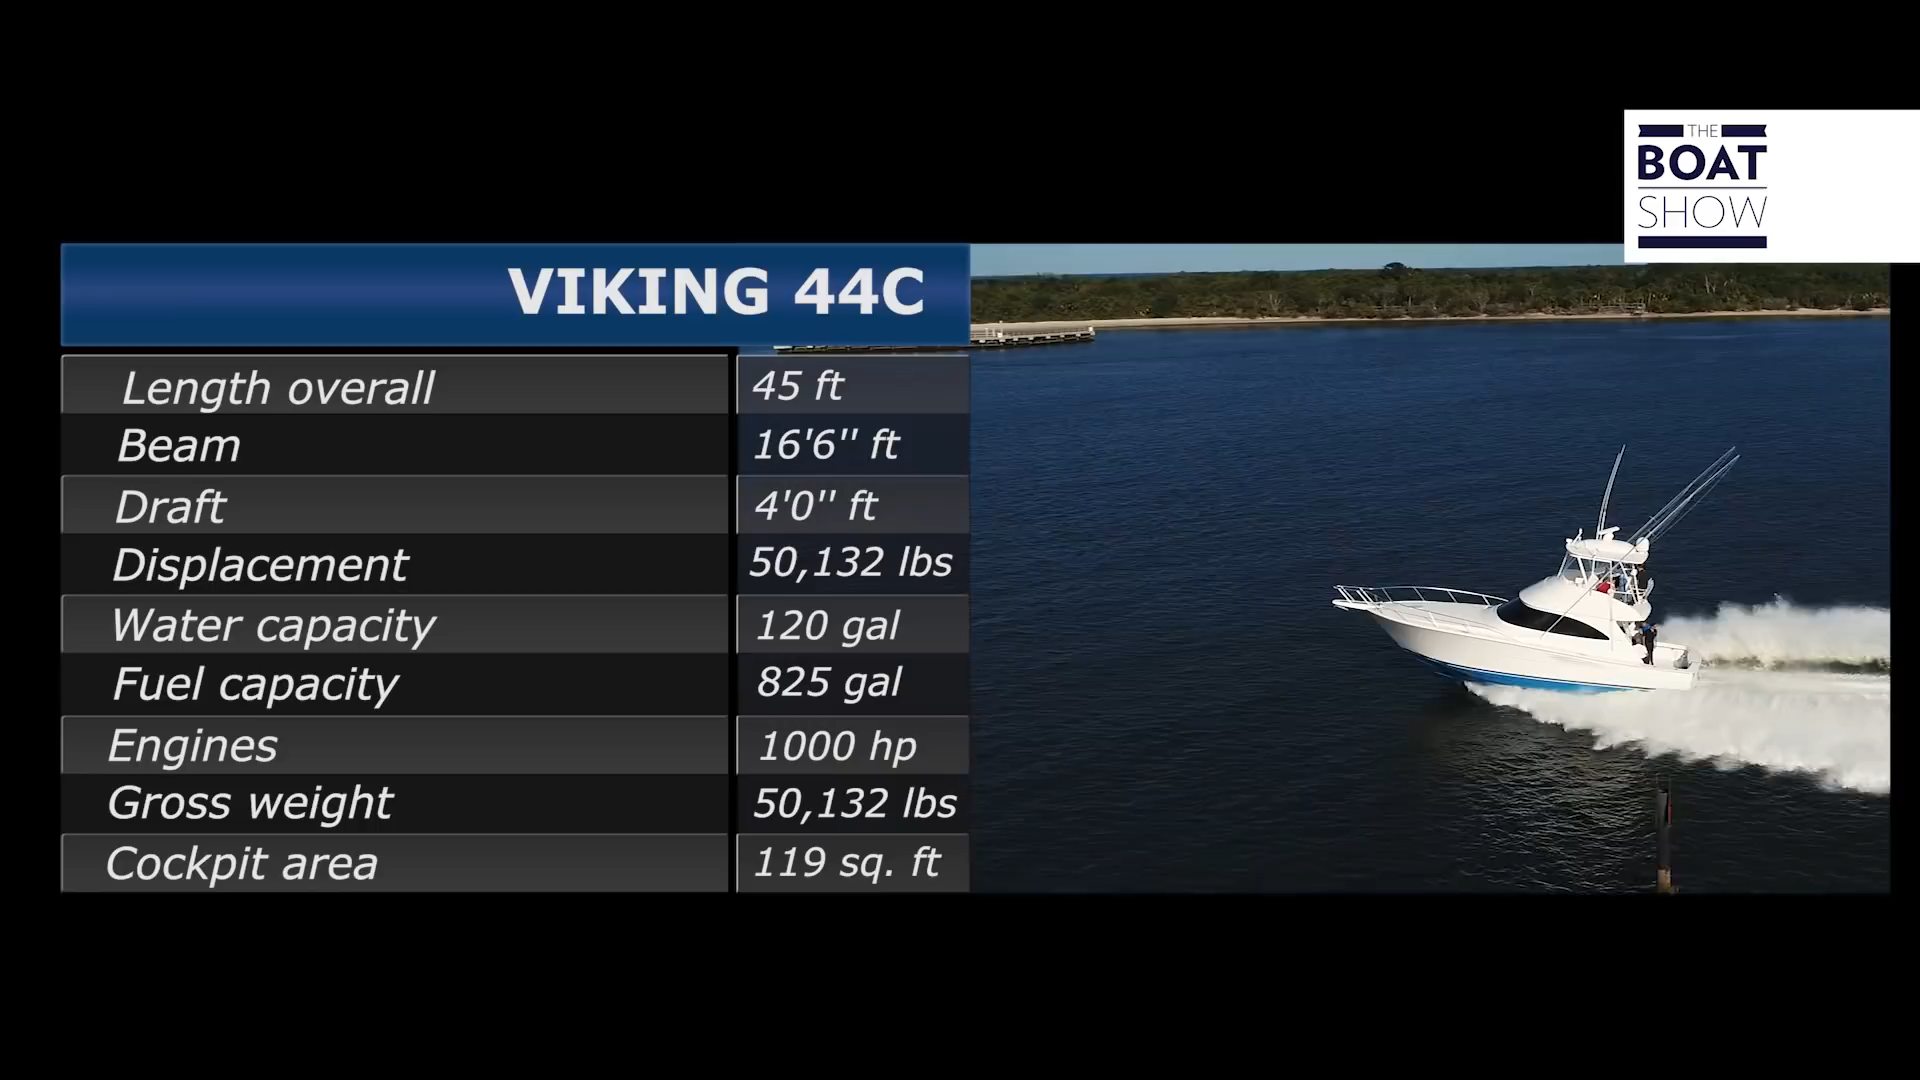 THE
BOAT
SHOW
VIKING 44C
Length overall 45 ft
Beam 16'6'' ft
Draft 4'0'' ft
Displacement 50,132 lbs
Water capacity 120 gal
Fuel capacity 825 gal
Engines 1000 hp
Gross weight 50,132 lbs
Cockpit area 119 sq. ft